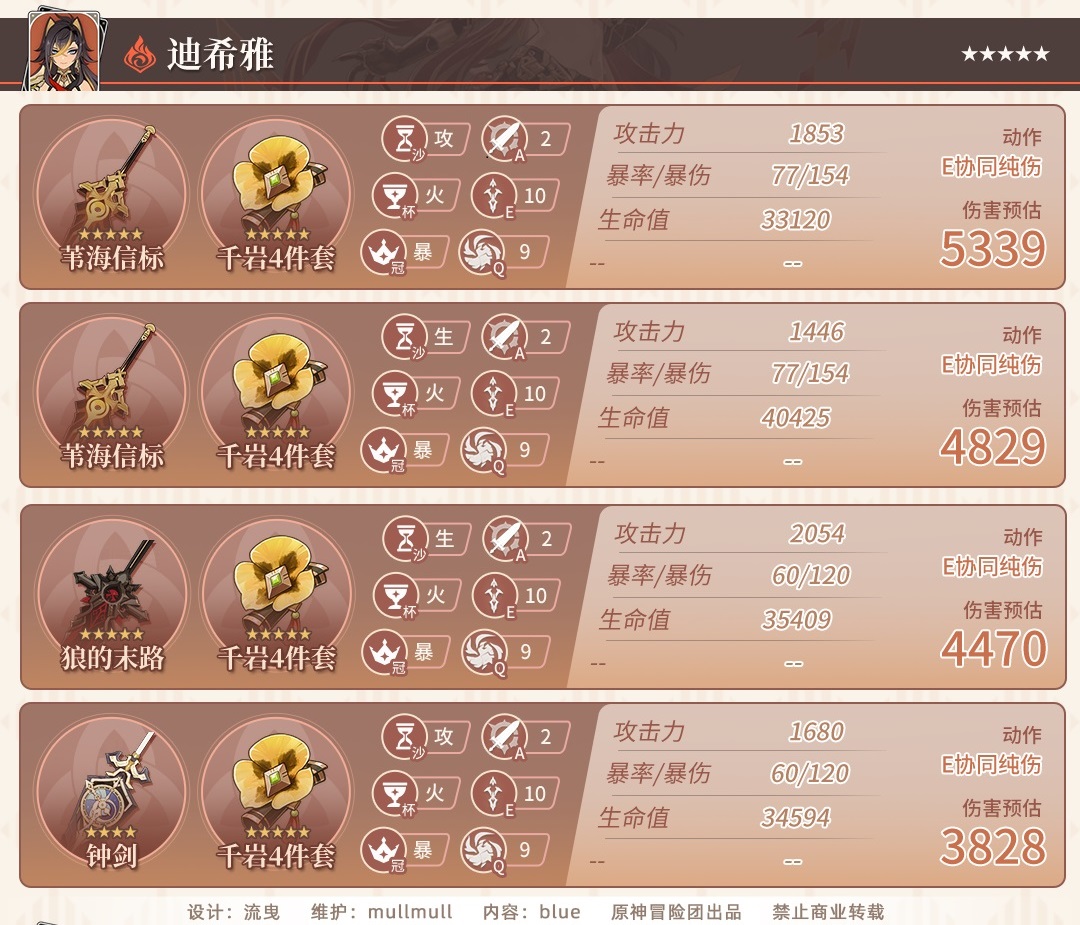 迪希雅
★★★★★
苇海信标
★★★★★
千岩4件套
★★★★★
沙 攻
A 2
杯 火
E 10
冠 暴
Q 9
攻击力 1853
暴率/暴伤 77/154
生命值 33120
-- --
动作
E协同纯伤
伤害预估
5339
苇海信标
★★★★★
千岩4件套
★★★★★
沙 生
A 2
杯 火
E 10
冠 暴
Q 9
攻击力 1446
暴率/暴伤 77/154
生命值 40425
-- --
动作
E协同纯伤
伤害预估
4829
狼的末路
★★★★★
千岩4件套
★★★★★
沙 生
A 2
杯 火
E 10
冠 暴
Q 9
攻击力 2054
暴率/暴伤 60/120
生命值 35409
-- --
动作
E协同纯伤
伤害预估
4470
钟剑
★★★★
千岩4件套
★★★★★
沙 攻
A 2
杯 火
E 10
冠 暴
Q 9
攻击力 1680
暴率/暴伤 60/120
生命值 34594
-- --
动作
E协同纯伤
伤害预估
3828
设计：流曳 维护：mullmull 内容：blue 原神冒险团出品 禁止商业转载